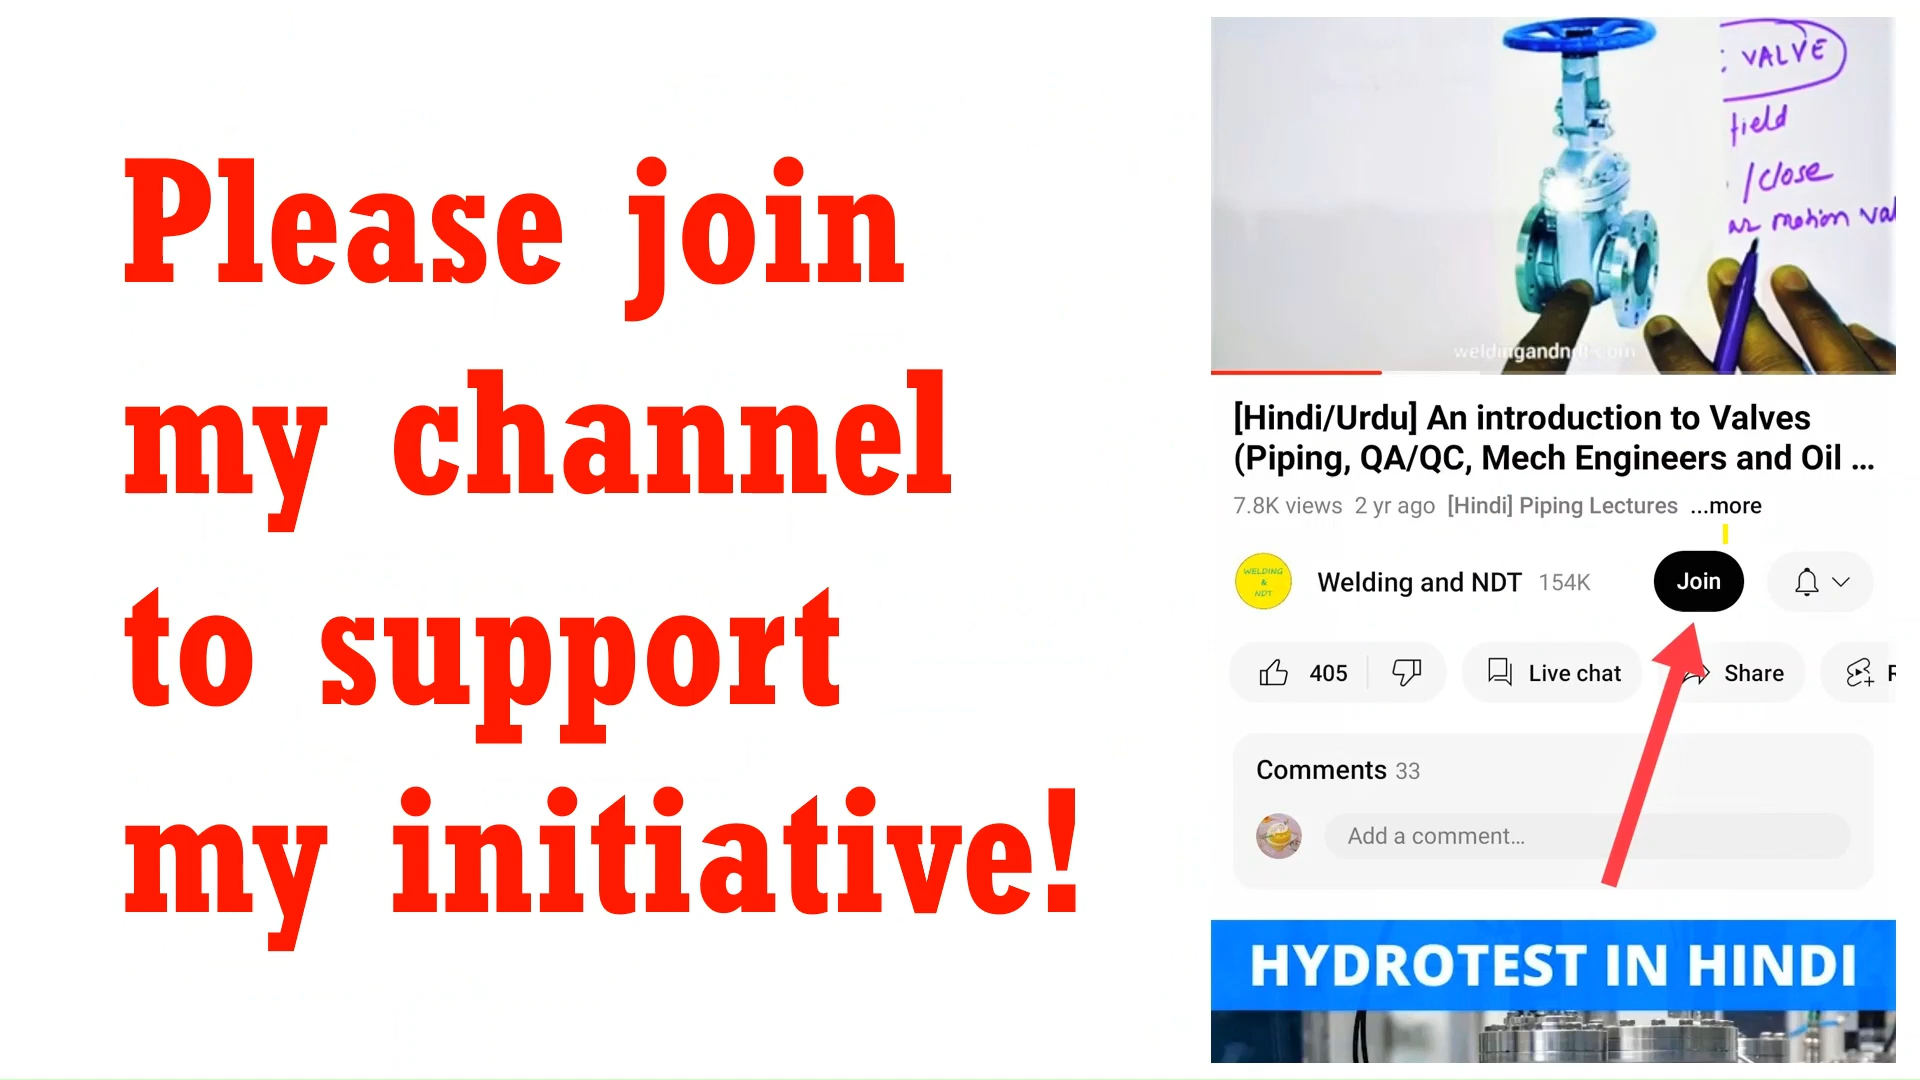 Please join
my channel
to support
my initiative!
VALVE
field
/close
motion
weldingandndt.com
[Hindi/Urdu] An introduction to Valves
(Piping, QA/QC, Mech Engineers and Oil ...
7.8K views 2 yr ago [Hindi] Piping Lectures ...more
WELDING
&
NDT
Welding and NDT 154K
Join
405
Live chat
Share
Comments 33
Add a comment...
HYDROTEST IN HINDI